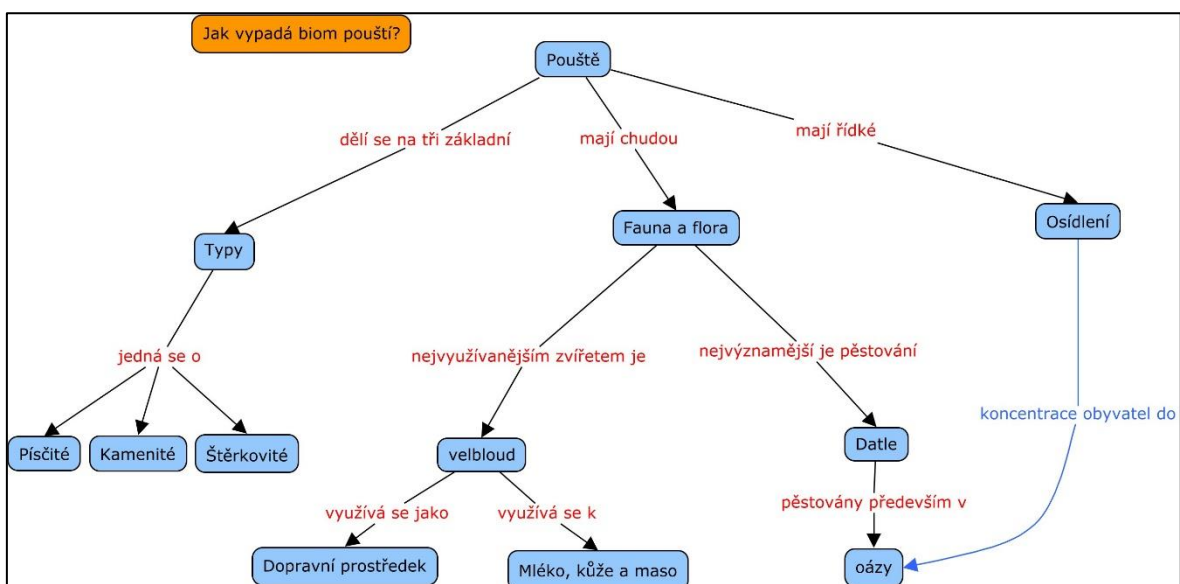 Jak vypadá biom pouští?
Pouště
dělí se na tři základní
mají chudou
mají řídké
Typy
Fauna a flora
Osídlení
jedná se o
nejvyužívanějším zvířetem je
nejvýznamější je pěstování
koncentrace obyvatel do
Písčité
Kamenité
Štěrkovité
velbloud
Datle
využívá se jako
využívá se k
pěstovány především v
Dopravní prostředek
Mléko, kůže a maso
oázy